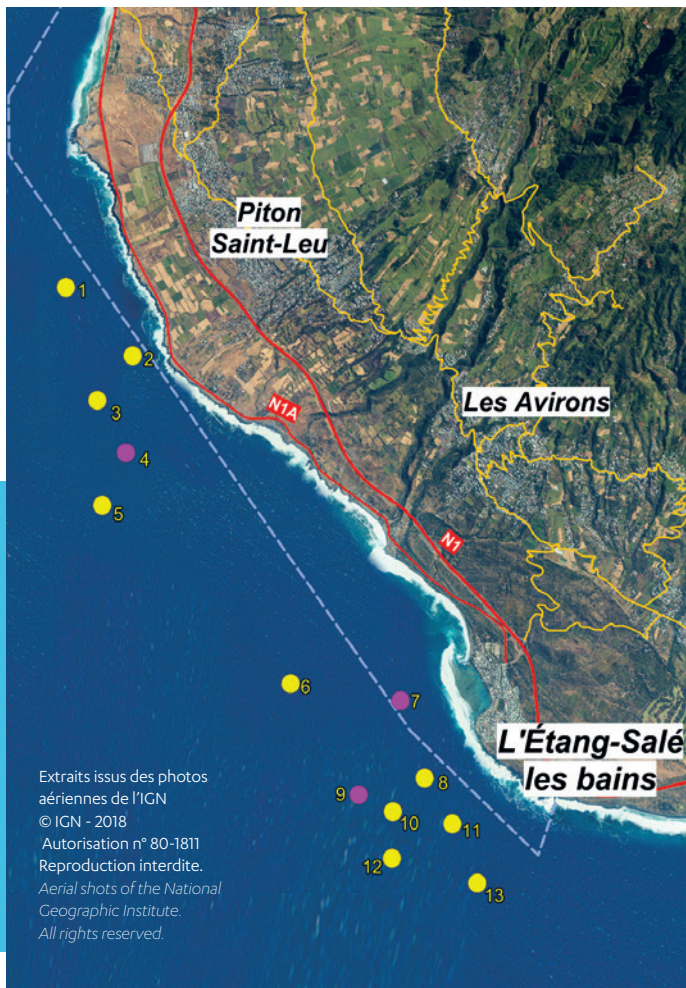 Piton
Saint-Leu
1
2
3
N1A
Les Avirons
4
5
N1
6
7
L'Étang-Salé
les bains
8
9
10
11
12
13
Extraits issus des photos
aériennes de l'IGN
© IGN - 2018
Autorisation n° 80-1811
Reproduction interdite.
Aerial shots of the National
Geographic Institute.
All rights reserved.